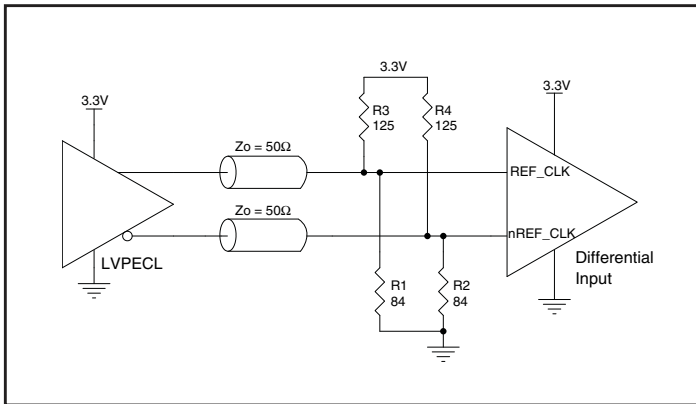 3.3V
3.3V
3.3V
R3
125
R4
125
Zo = 50Ω
REF_CLK
Zo = 50Ω
nREF_CLK
LVPECL
Differential
Input
R1
84
R2
84